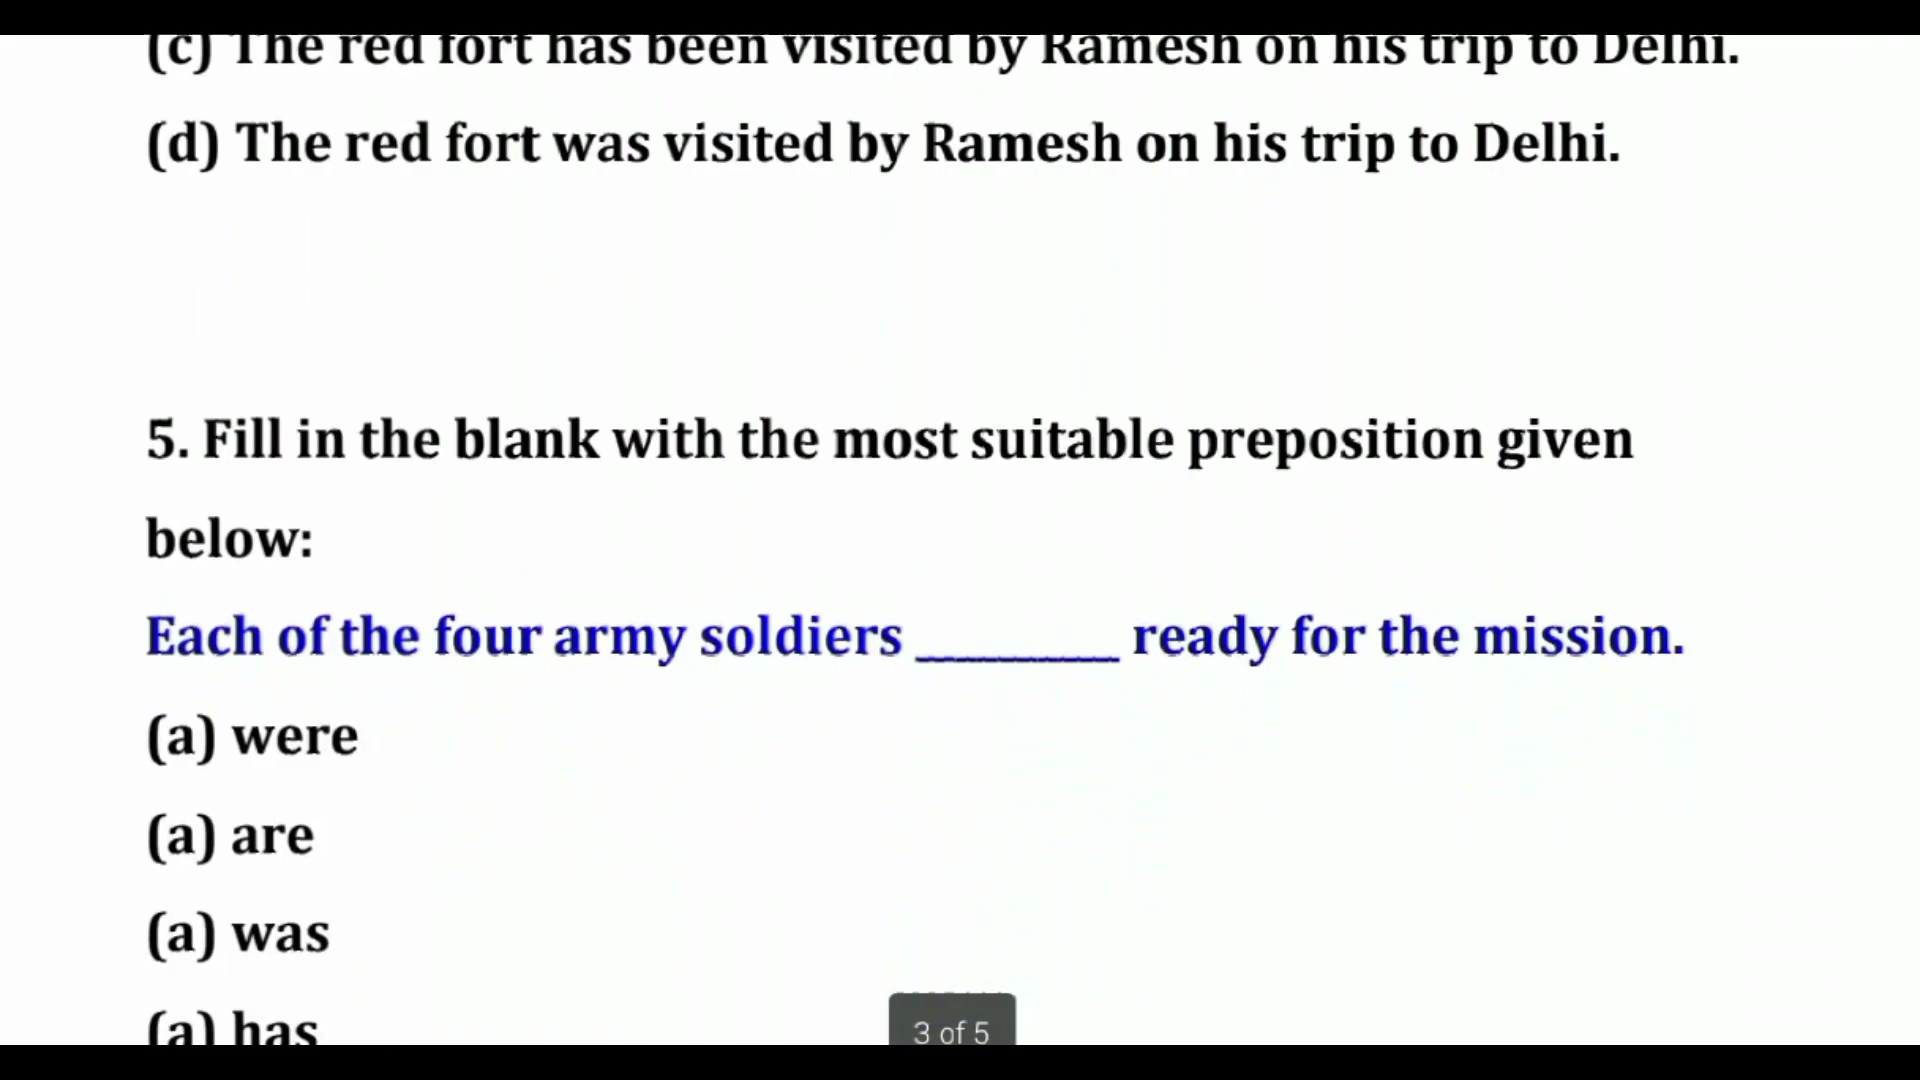 (c) The red fort has been visited by Ramesh on his trip to Delhi.
(d) The red fort was visited by Ramesh on his trip to Delhi.
5. Fill in the blank with the most suitable preposition given
below:
Each of the four army soldiers __________ ready for the mission.
(a) were
(a) are
(a) was
(a) has
3 of 5